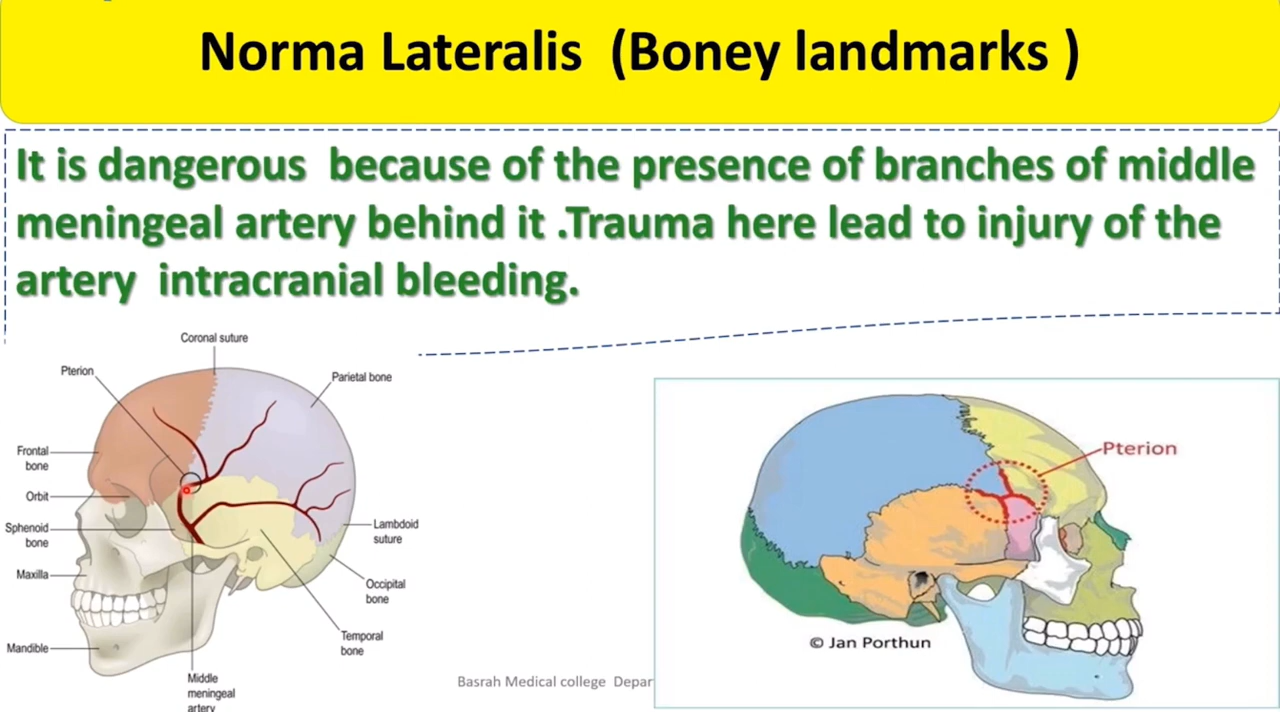 Norma Lateralis (Boney landmarks )
It is dangerous because of the presence of branches of middle
meningeal artery behind it .Trauma here lead to injury of the
artery intracranial bleeding.
Coronal suture
Pterion
Parietal bone
Frontal
bone
Orbit
Sphenoid
bone
Maxilla
Mandible
Lambdoid
suture
Occipital
bone
Temporal
bone
Middle
meningeal
artery
Pterion
© Jan Porthun
Basrah Medical college Depar